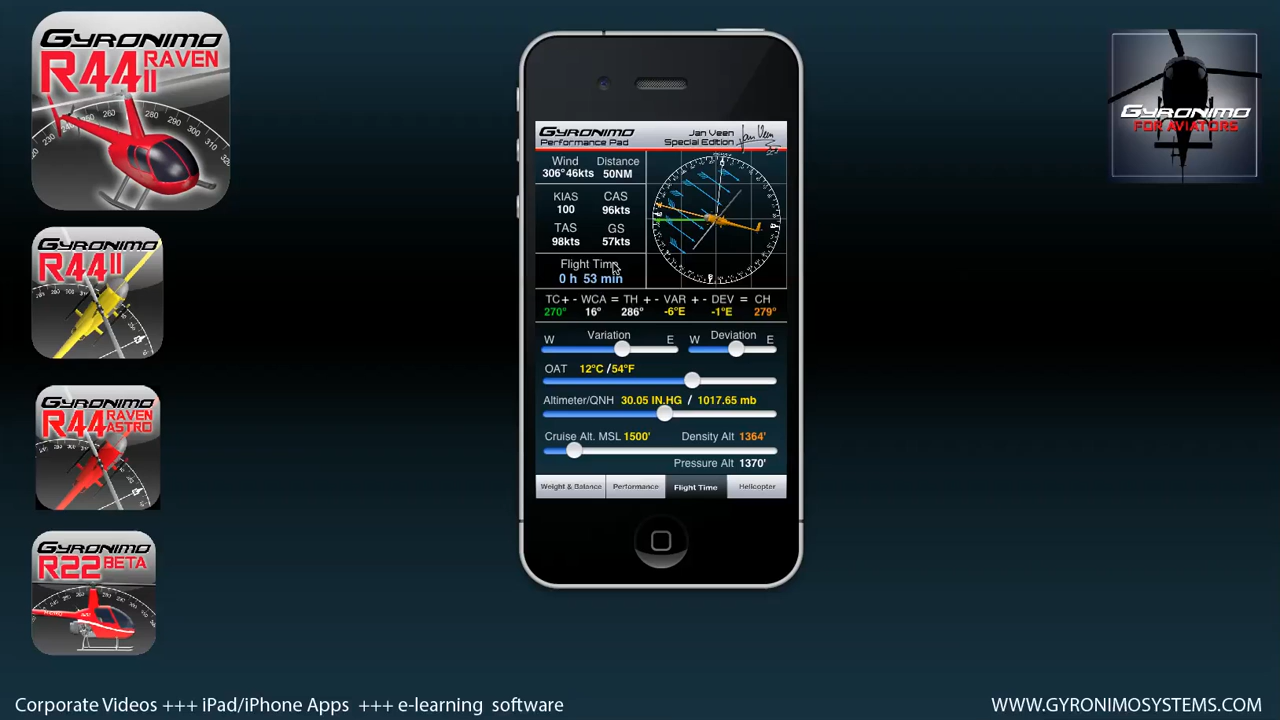 GYRONIMO
R44 RAVEN
II
GYRONIMO
R44 II
GYRONIMO
R44 RAVEN
ASTRO
GYRONIMO
R22 BETA
GYRONIMO
FOR AVIATORS
GYRONIMO
Performance Pad
Jan Veen
Special Edition
Wind Distance
306°46kts 50NM
KIAS CAS
100 96kts
TAS GS
98kts 57kts
Flight Time
0 h 53 min
TC + - WCA = TH + - VAR + - DEV = CH
270° 16° 286° -6°E -1°E 279°
Variation Deviation
W E W E
OAT 12°C /54°F
Altimeter/QNH 30.05 IN.HG / 1017.65 mb
Cruise Alt. MSL 1500' Density Alt 1364'
Pressure Alt 1370'
Weight & Balance Performance Flight Time Helicopter
Corporate Videos +++ iPad/iPhone Apps +++ e-learning software
WWW.GYRONIMOSYSTEMS.COM